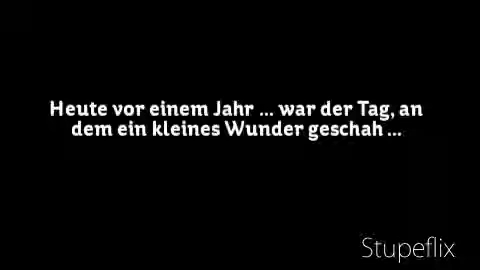 Heute vor einem Jahr ... war der Tag, an
dem ein kleines Wunder geschah ...
Stupeflix